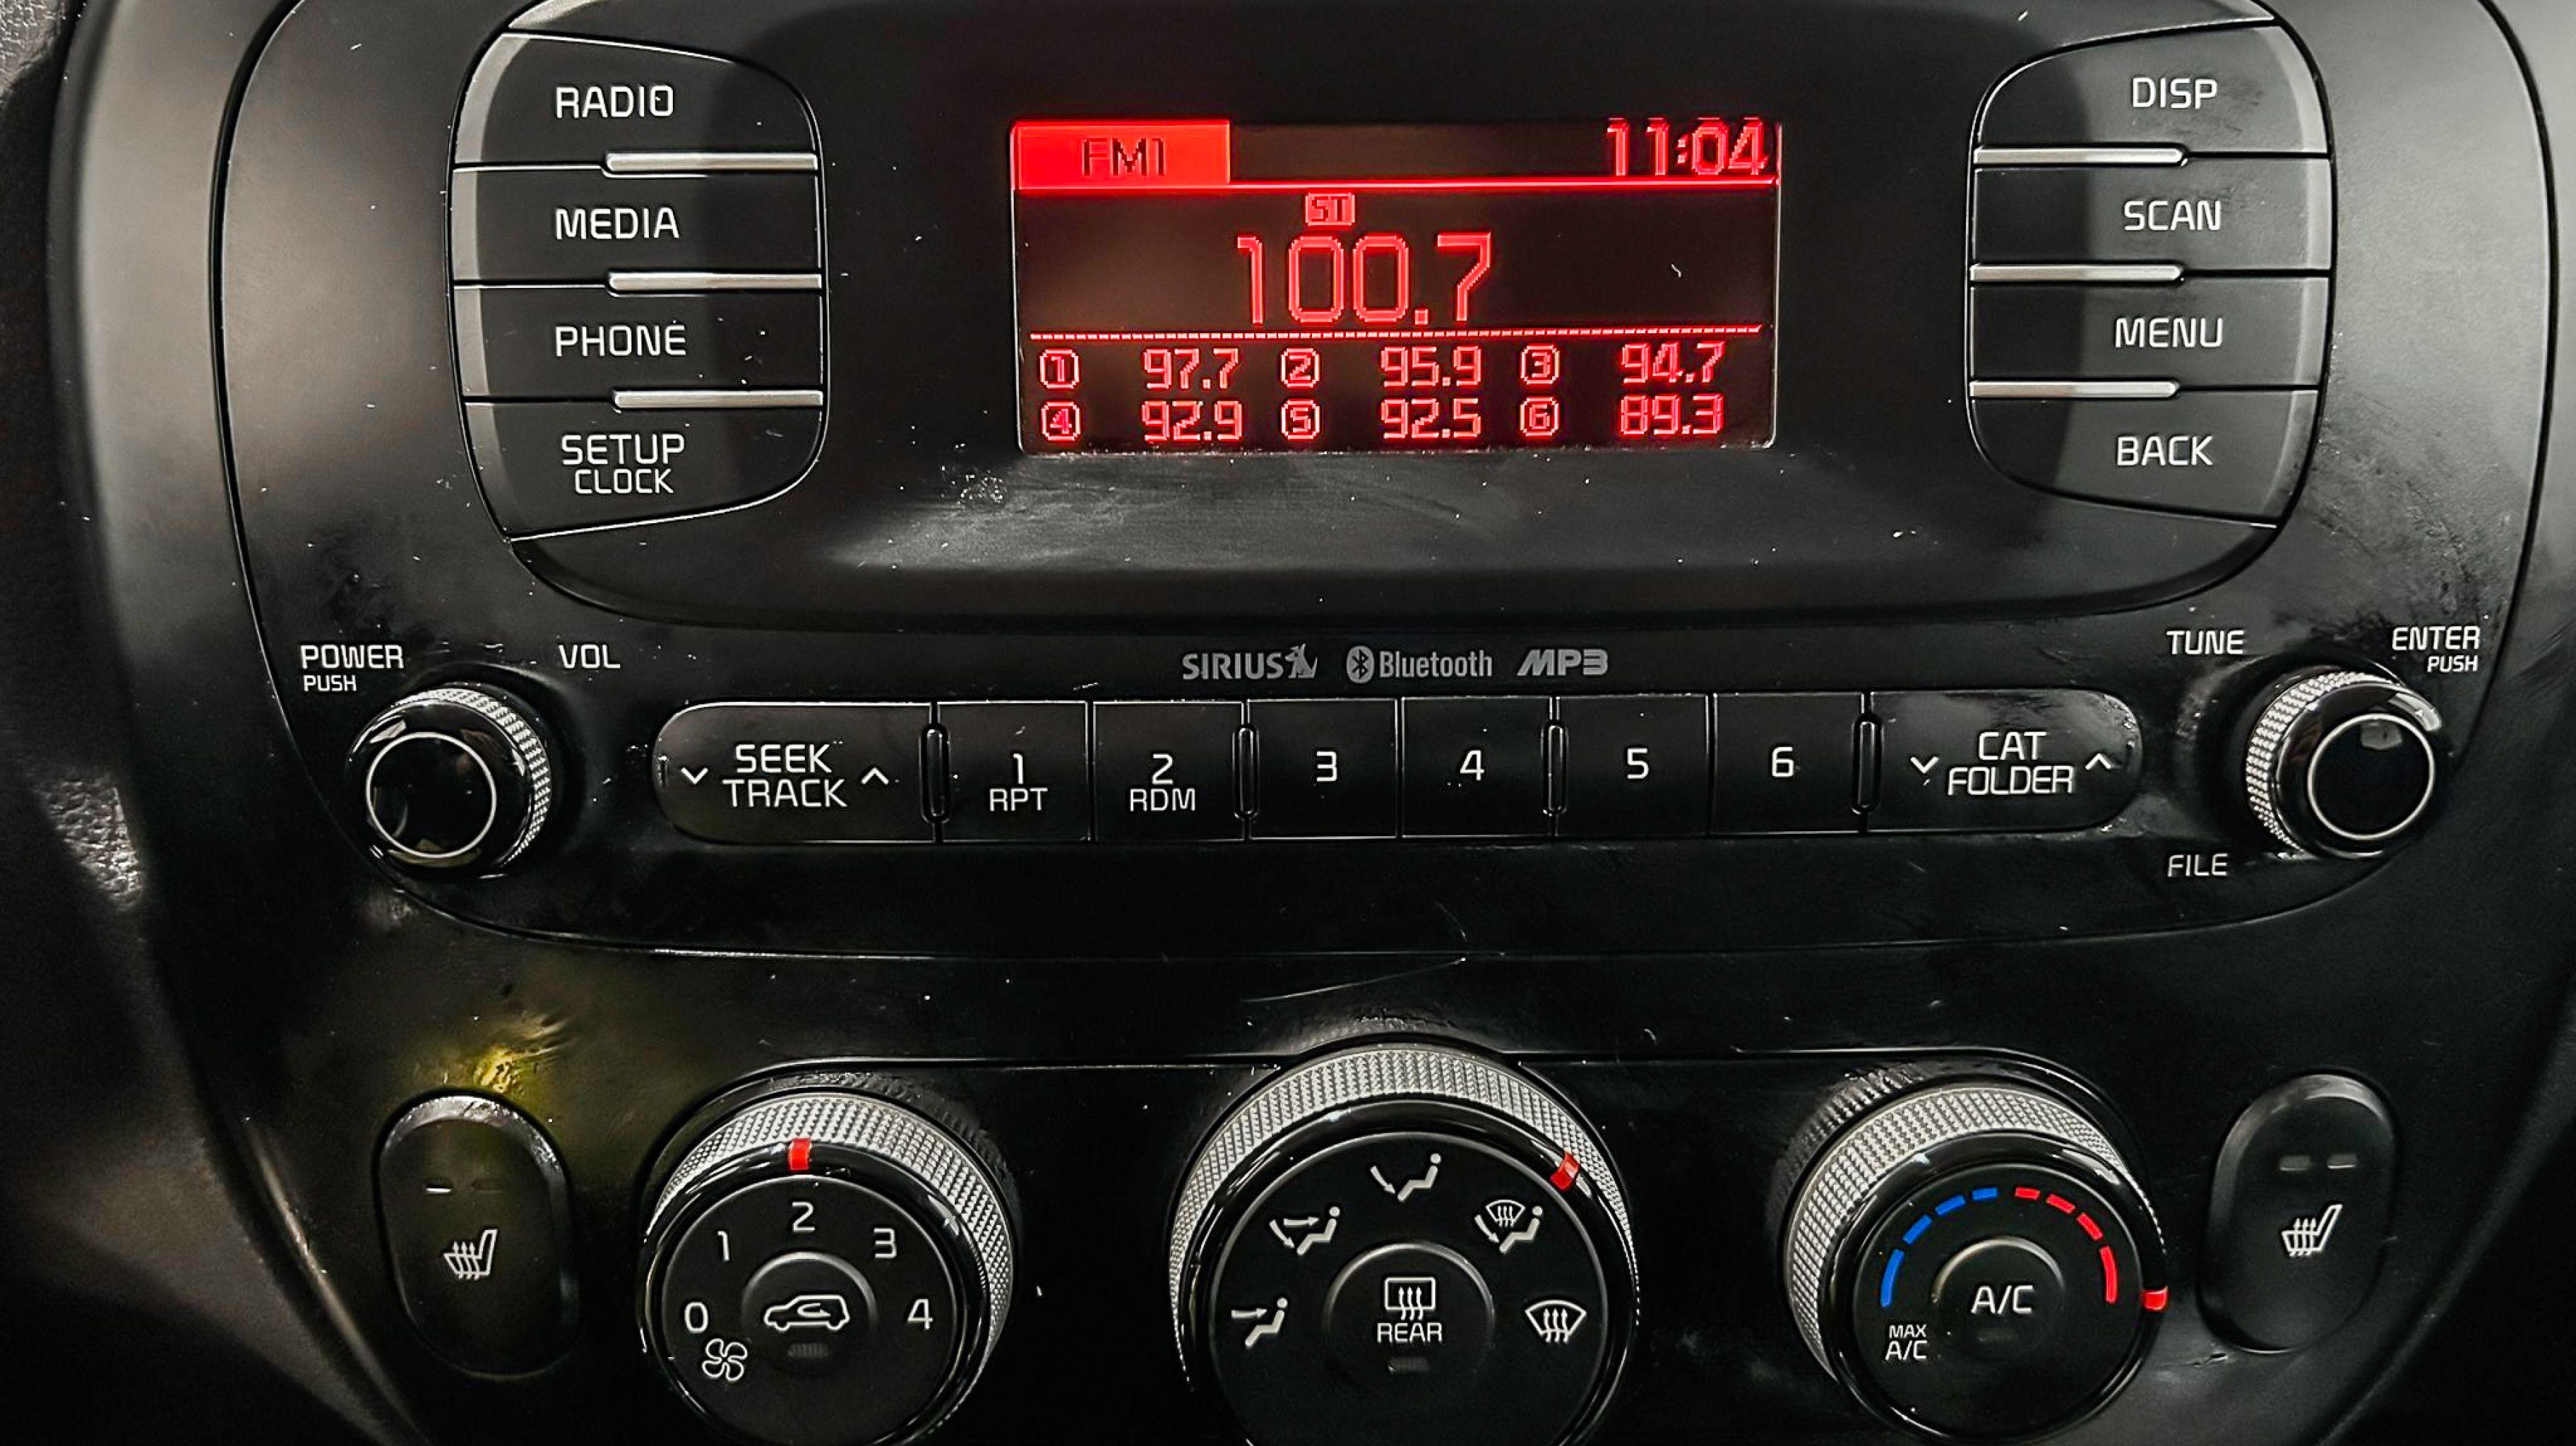 RADIO
MEDIA
PHONE
SETUP
CLOCK
FM1 11:04
ST
100.7
1 97.7 2 95.9 3 94.7
4 92.9 5 92.5 6 89.3
DISP
SCAN
MENU
BACK
POWER
PUSH
VOL
SIRIUS Bluetooth MP3
TUNE
ENTER
PUSH
SEEK
TRACK
1
RPT
2
RDM
3
4
5
6
CAT
FOLDER
FILE
0 1 2 3 4
REAR
A/C
MAX
A/C